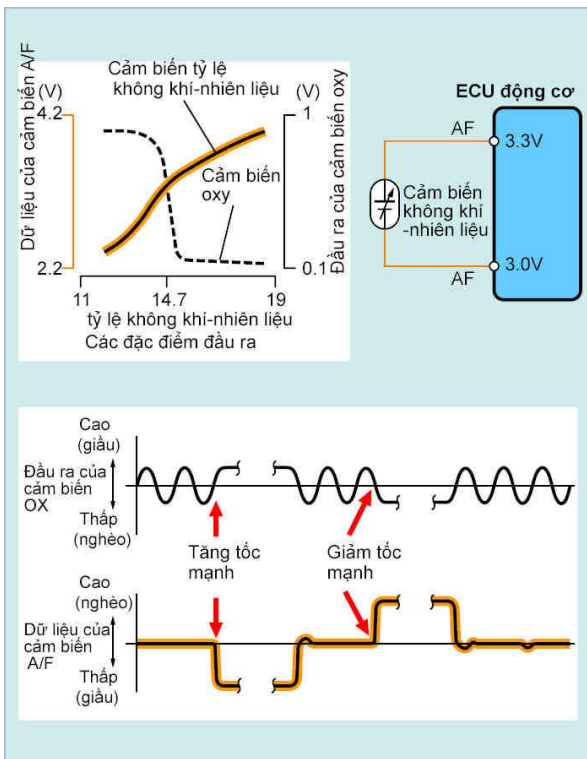 Dữ liệu của cảm biến A/F
(V)
4.2
2.2
Cảm biến tỷ lệ
không khí-nhiên liệu
Cảm biến
oxy
(V)
1
0.1
Đầu ra của cảm biến oxy
11
14.7
19
tỷ lệ không khí-nhiên liệu
Các đặc điểm đầu ra
ECU động cơ
AF
3.3V
Cảm biến
không khí
-nhiên liệu
3.0V
AF
Cao
(giầu)
Đầu ra của
cảm biến
OX
Thấp
(nghèo)
Tăng tốc
mạnh
Giảm tốc
mạnh
Cao
(nghèo)
Dữ liệu của
cảm biến
A/F
Thấp
(giầu)